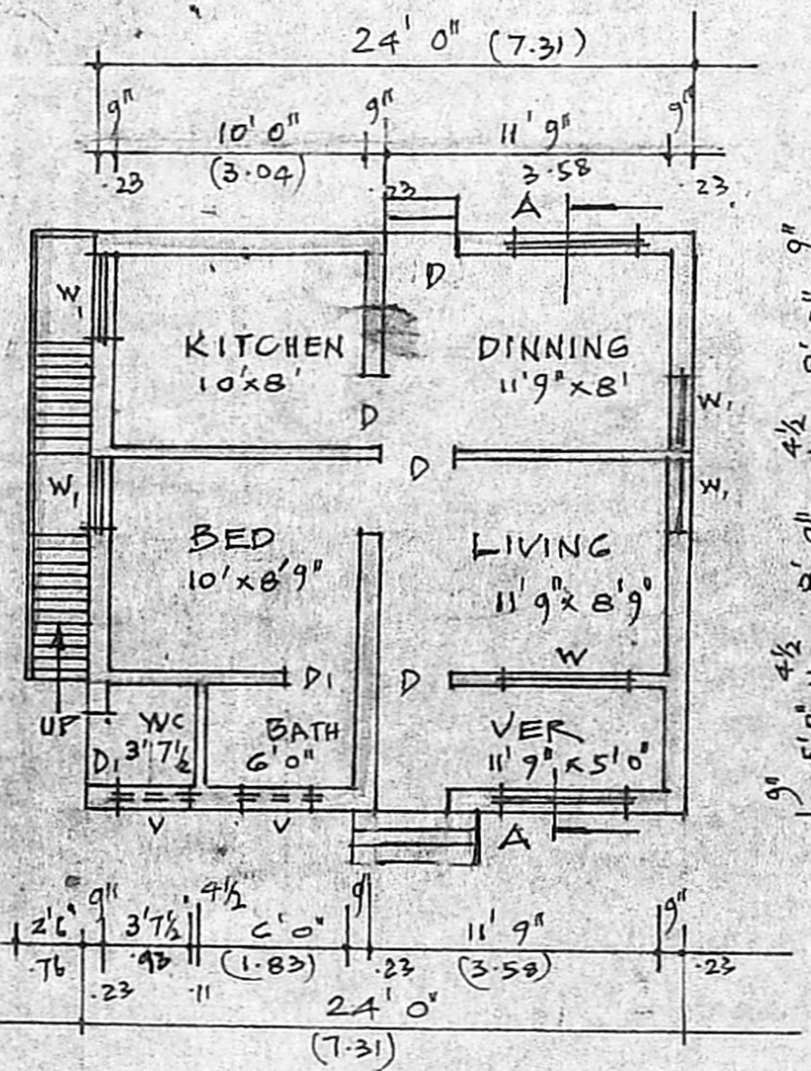 24' 0" (7.31)
9" 10' 0" 9" 11' 9" 9"
.23 (3.04) .23 3.58 .23
A
D
W1 KITCHEN DINNING
10'x8' 11'9"x8'
D W1
D
W1 W1
BED LIVING
10'x8'9" 11'9"x8'9"
D1 D W
UP WC BATH VER
D1 3'7½ 6'0" 11'9"x5'0"
V V A
9" 4½ 4½ 9"
2'6" 9" 3'7½ 4½ 6'0" 9" 11'9" 9"
.76 .23 .93 .11 (1.83) .23 (3.58) .23
24' 0"
(7.31)